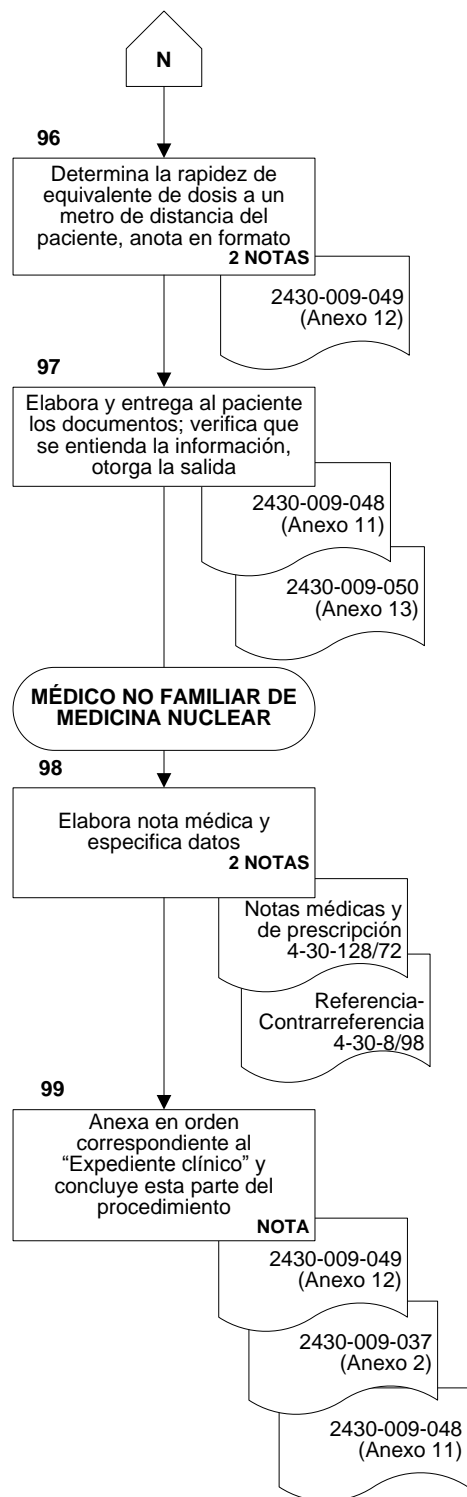 N
96
Determina la rapidez de
equivalente de dosis a un
metro de distancia del
paciente, anota en formato
2 NOTAS
2430-009-049
(Anexo 12)
97
Elabora y entrega al paciente
los documentos; verifica que
se entienda la información,
otorga la salida
2430-009-048
(Anexo 11)
2430-009-050
(Anexo 13)
MÉDICO NO FAMILIAR DE
MEDICINA NUCLEAR
98
Elabora nota médica y
especifica datos
2 NOTAS
Notas médicas y
de prescripción
4-30-128/72
Referencia-
Contrarreferencia
4-30-8/98
99
Anexa en orden
correspondiente al
“Expediente clínico” y
concluye esta parte del
procedimiento
NOTA
2430-009-049
(Anexo 12)
2430-009-037
(Anexo 2)
2430-009-048
(Anexo 11)